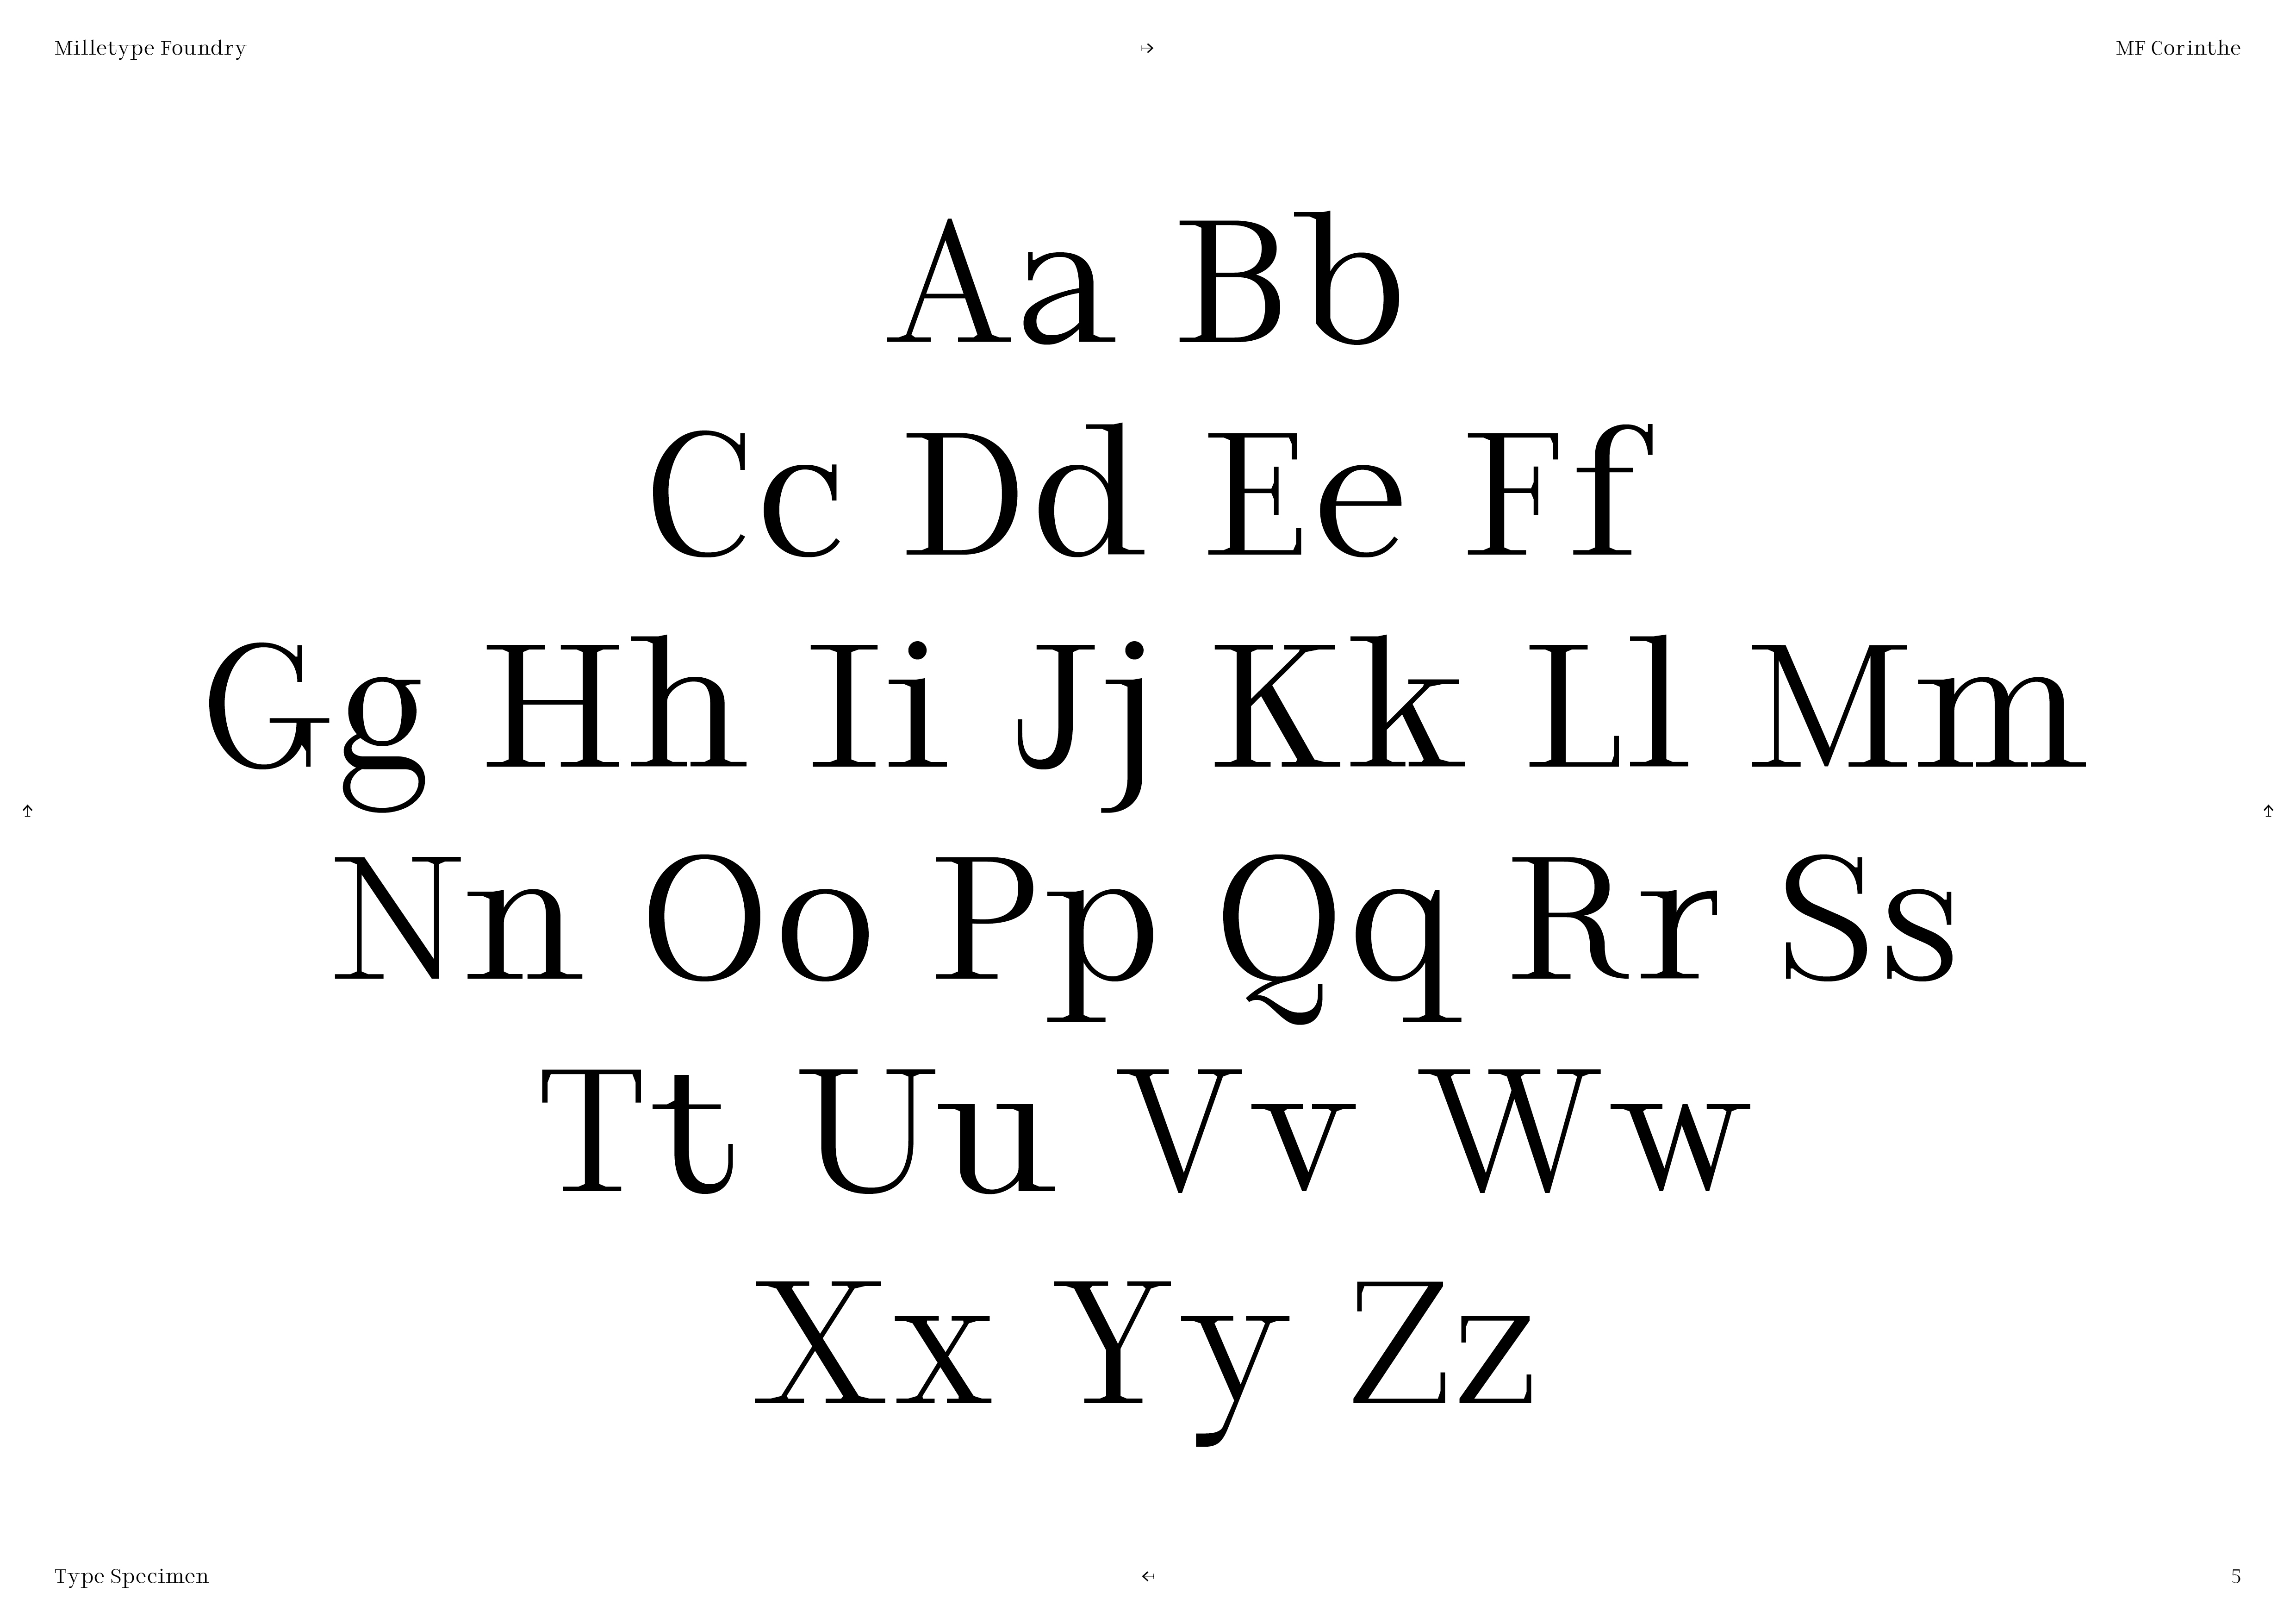 Milletype Foundry ↦ MF Corinthe
Aa Bb
Cc Dd Ee Ff
Gg Hh Ii Jj Kk Ll Mm
Nn Oo Pp Qq Rr Ss
Tt Uu Vv Ww
Xx Yy Zz
Type Specimen ↤ 5